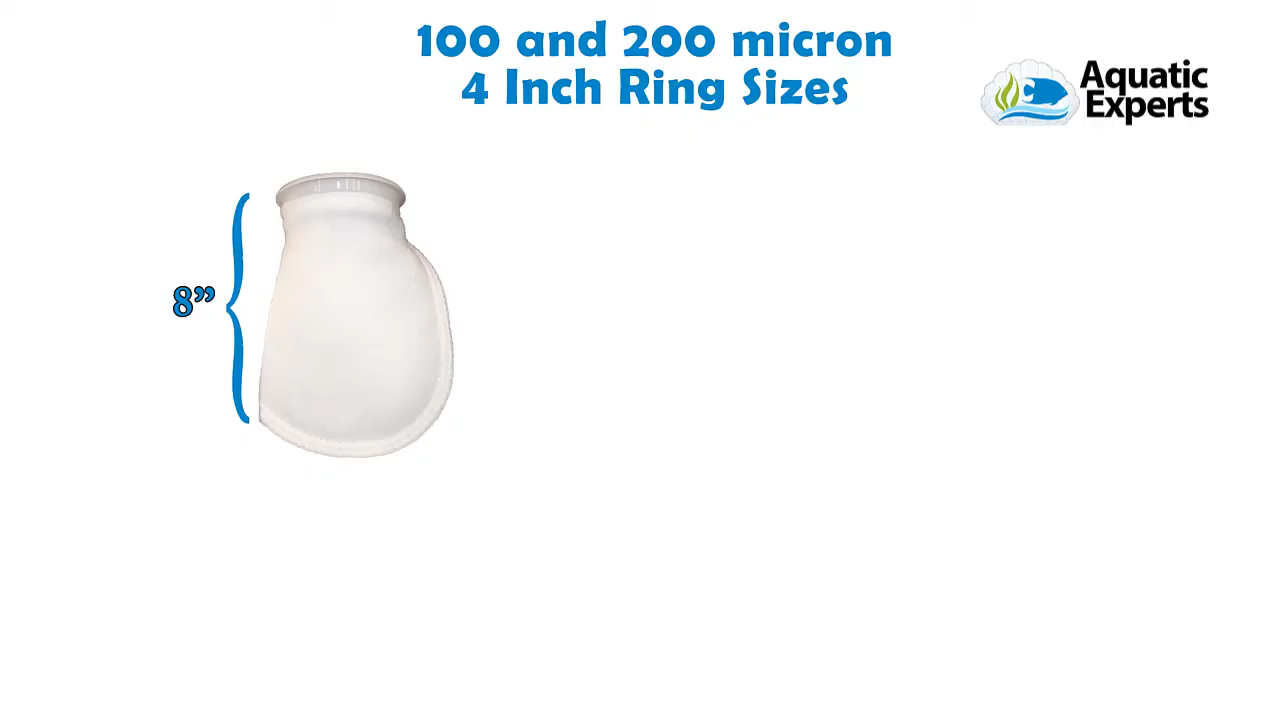 100 and 200 micron
4 Inch Ring Sizes
Aquatic
Experts
8”